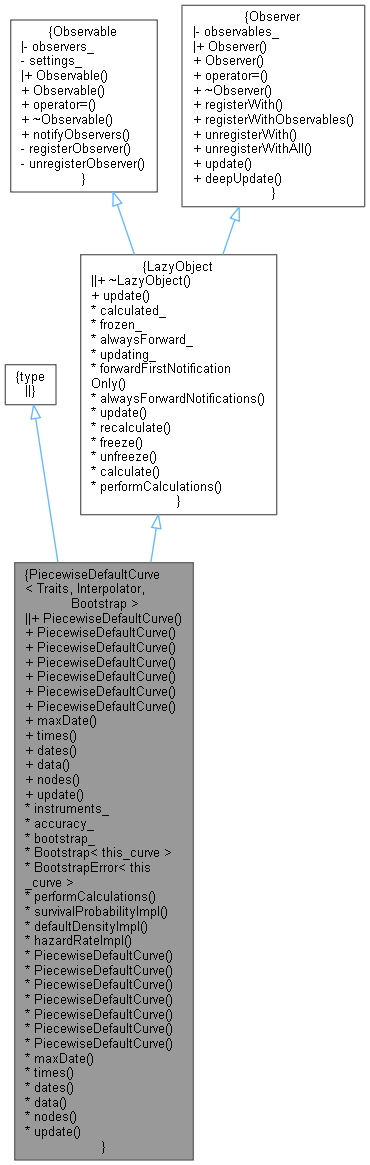 {Observable
|- observers_
- settings_
|+ Observable()
+ Observable()
+ operator=()
+ ~Observable()
+ notifyObservers()
- registerObserver()
- unregisterObserver()
}
{Observer
|- observables_
|+ Observer()
+ Observer()
+ operator=()
+ ~Observer()
+ registerWith()
+ registerWithObservables()
+ unregisterWith()
+ unregisterWithAll()
+ update()
+ deepUpdate()
}
{LazyObject
||+ ~LazyObject()
+ update()
* calculated_
* frozen_
* alwaysForward_
* updating_
* forwardFirstNotification
Only()
* alwaysForwardNotifications()
* update()
* recalculate()
* freeze()
* unfreeze()
* calculate()
* performCalculations()
}
{type
||}
{PiecewiseDefaultCurve
< Traits, Interpolator,
Bootstrap >
||+ PiecewiseDefaultCurve()
+ PiecewiseDefaultCurve()
+ PiecewiseDefaultCurve()
+ PiecewiseDefaultCurve()
+ PiecewiseDefaultCurve()
+ PiecewiseDefaultCurve()
+ PiecewiseDefaultCurve()
+ maxDate()
+ times()
+ dates()
+ data()
+ nodes()
+ update()
* instruments_
* accuracy_
* bootstrap_
* Bootstrap< this_curve >
* BootstrapError< this
_curve >
* performCalculations()
* survivalProbabilityImpl()
* defaultDensityImpl()
* hazardRateImpl()
* PiecewiseDefaultCurve()
* PiecewiseDefaultCurve()
* PiecewiseDefaultCurve()
* PiecewiseDefaultCurve()
* PiecewiseDefaultCurve()
* PiecewiseDefaultCurve()
* PiecewiseDefaultCurve()
* maxDate()
* times()
* dates()
* data()
* nodes()
* update()
}